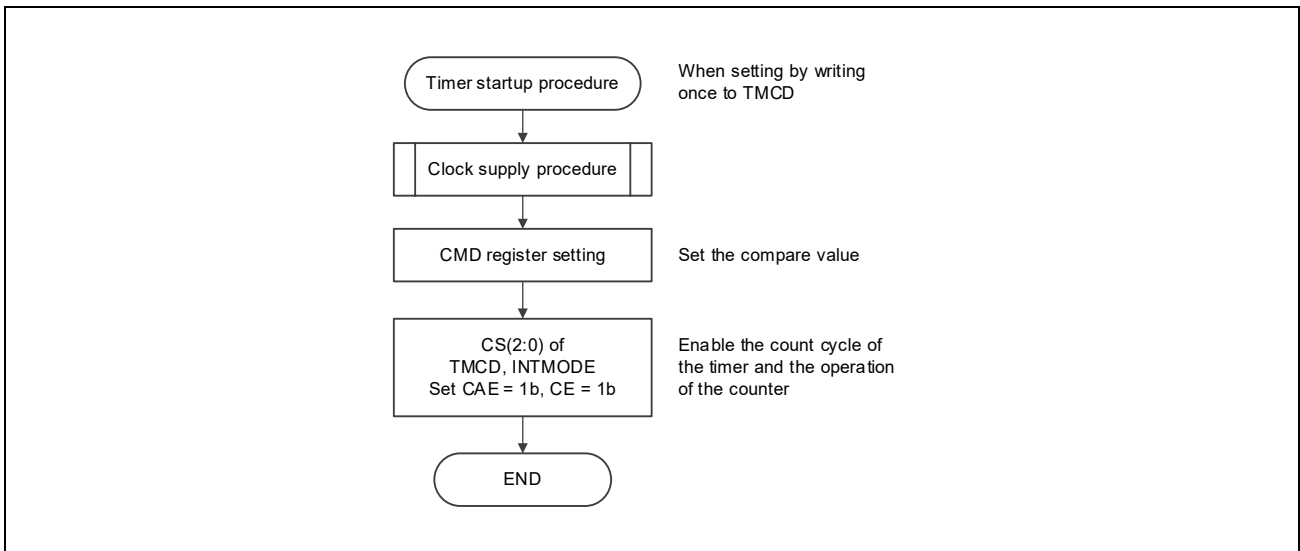 Timer startup procedure
When setting by writing
once to TMCD
Clock supply procedure
CMD register setting
Set the compare value
CS(2:0) of
TMCD, INTMODE
Set CAE = 1b, CE = 1b
Enable the count cycle of
the timer and the operation
of the counter
END